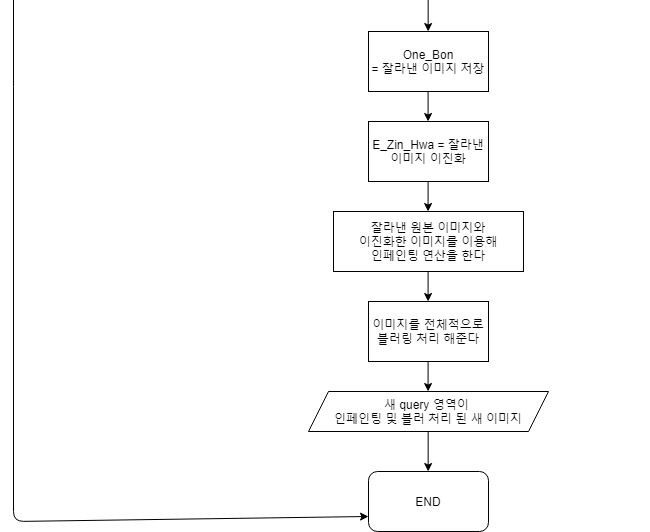 One_Bon
= 잘라낸 이미지 저장
E_Zin_Hwa = 잘라낸
이미지 이진화
잘라낸 원본 이미지와
이진화한 이미지를 이용해
인페인팅 연산을 한다
이미지를 전체적으로
블러링 처리 해준다
새 query 영역이
인페인팅 및 블러 처리 된 새 이미지
END